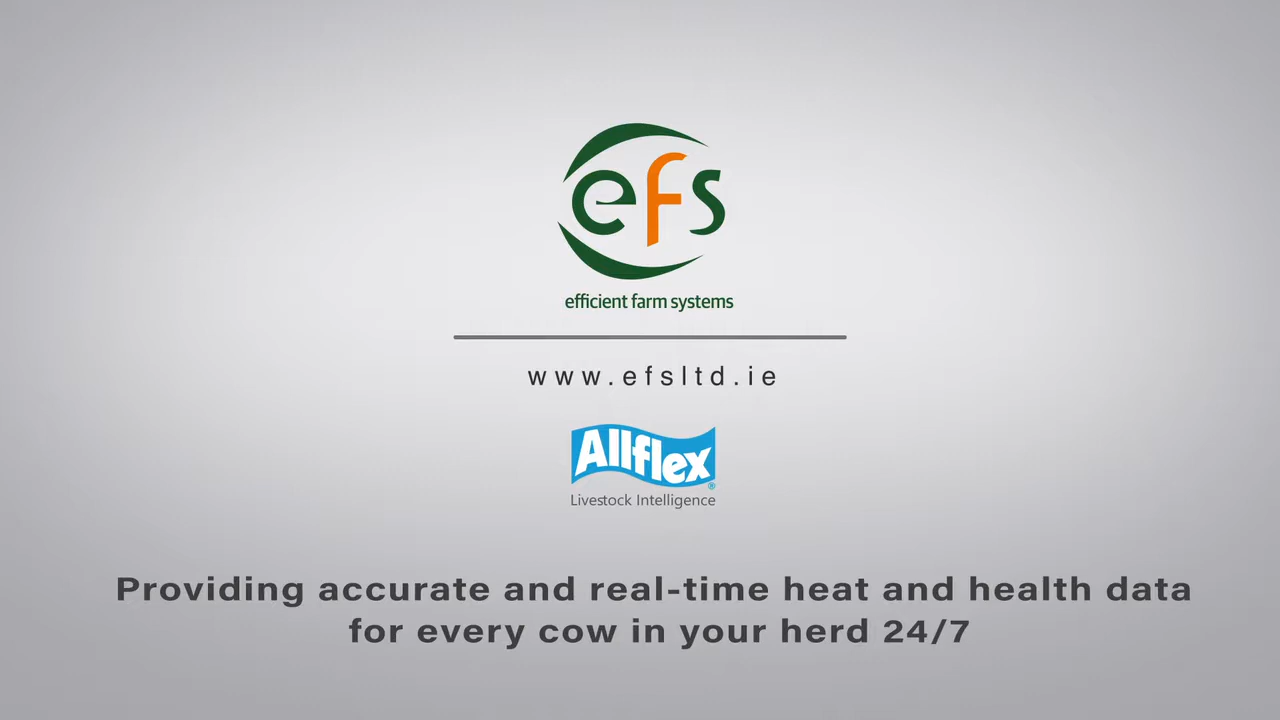 efs
efficient farm systems
www.efsltd.ie
Allflex®
Livestock Intelligence
Providing accurate and real-time heat and health data
for every cow in your herd 24/7